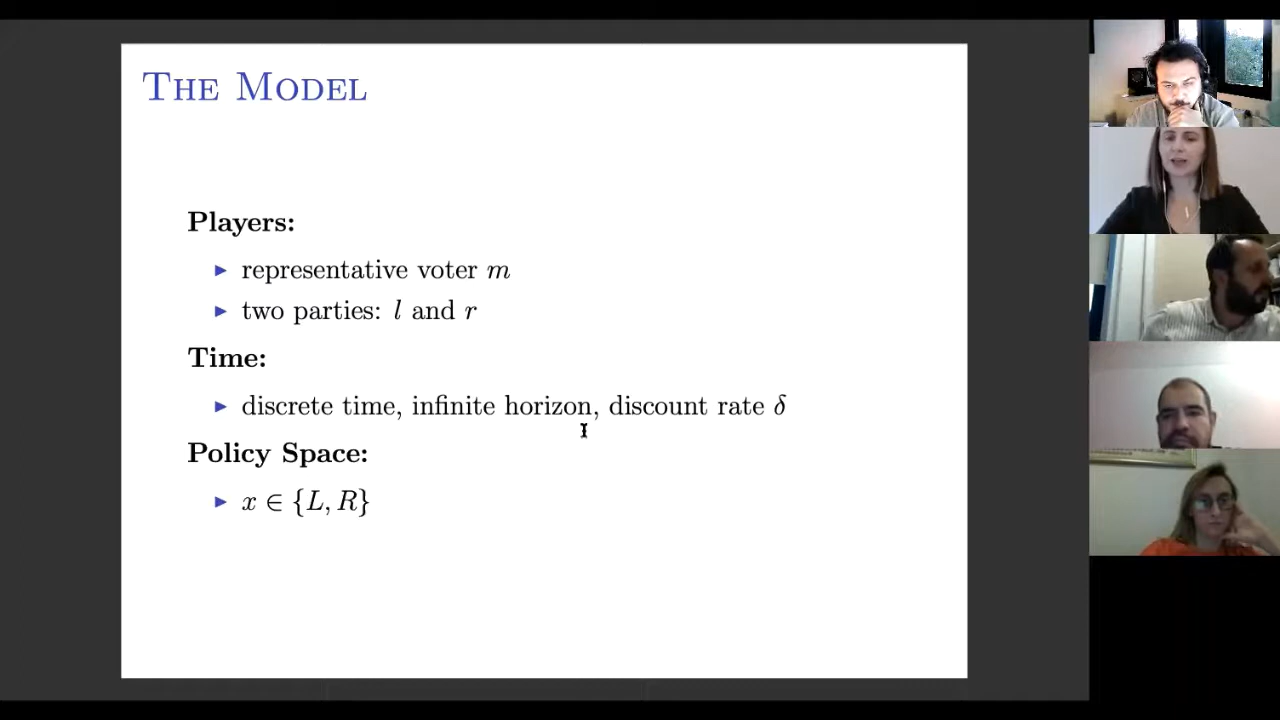 The Model
Players:
▶ representative voter m
▶ two parties: l and r
Time:
▶ discrete time, infinite horizon, discount rate δ
Policy Space:
▶ x ∈ {L, R}